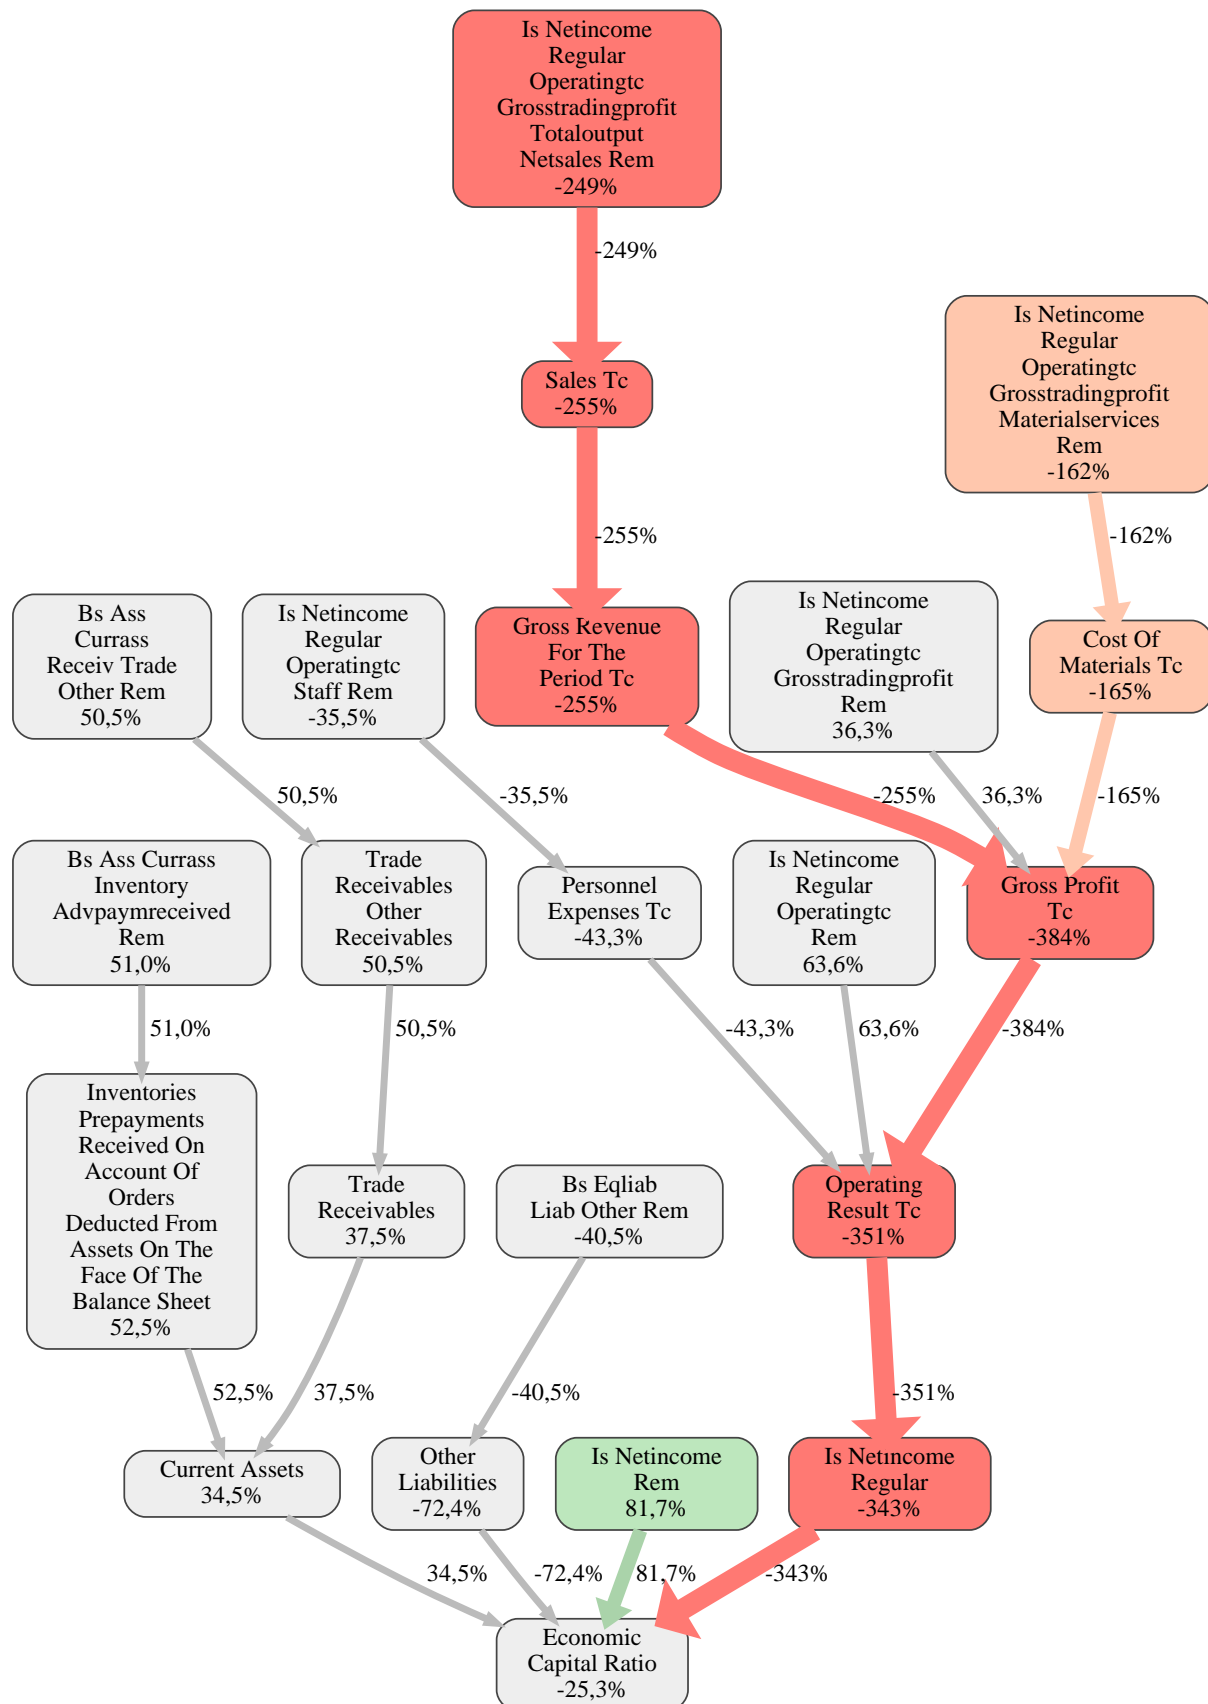 Is Netincome
Regular
Operatingtc
Grosstradingprofit
Totaloutput
Netsales Rem
-249%
-249%
Is Netincome
Regular
Operatingtc
Grosstradingprofit
Materialservices
Rem
-162%
Sales Tc
-255%
-255%
-162%
Bs Ass
Currass
Receiv Trade
Other Rem
50,5%
Is Netincome
Regular
Operatingtc
Staff Rem
-35,5%
Gross Revenue
For The
Period Tc
-255%
Is Netincome
Regular
Operatingtc
Grosstradingprofit
Rem
36,3%
Cost Of
Materials Tc
-165%
50,5%
-35,5%
-255%
36,3%
-165%
Bs Ass Currass
Inventory
Advpaymreceived
Rem
51,0%
Trade
Receivables
Other
Receivables
50,5%
Personnel
Expenses Tc
-43,3%
Is Netincome
Regular
Operatingtc
Rem
63,6%
Gross Profit
Tc
-384%
51,0%
50,5%
-43,3%
63,6%
-384%
Inventories
Prepayments
Received On
Account Of
Orders
Deducted From
Assets On The
Face Of The
Balance Sheet
52,5%
Trade
Receivables
37,5%
Bs Eqliab
Liab Other Rem
-40,5%
Operating
Result Tc
-351%
52,5%
37,5%
-40,5%
-351%
Current Assets
34,5%
Other
Liabilities
-72,4%
Is Netincome
Rem
81,7%
Is Netincome
Regular
-343%
34,5%
-72,4%
81,7%
-343%
Economic
Capital Ratio
-25,3%